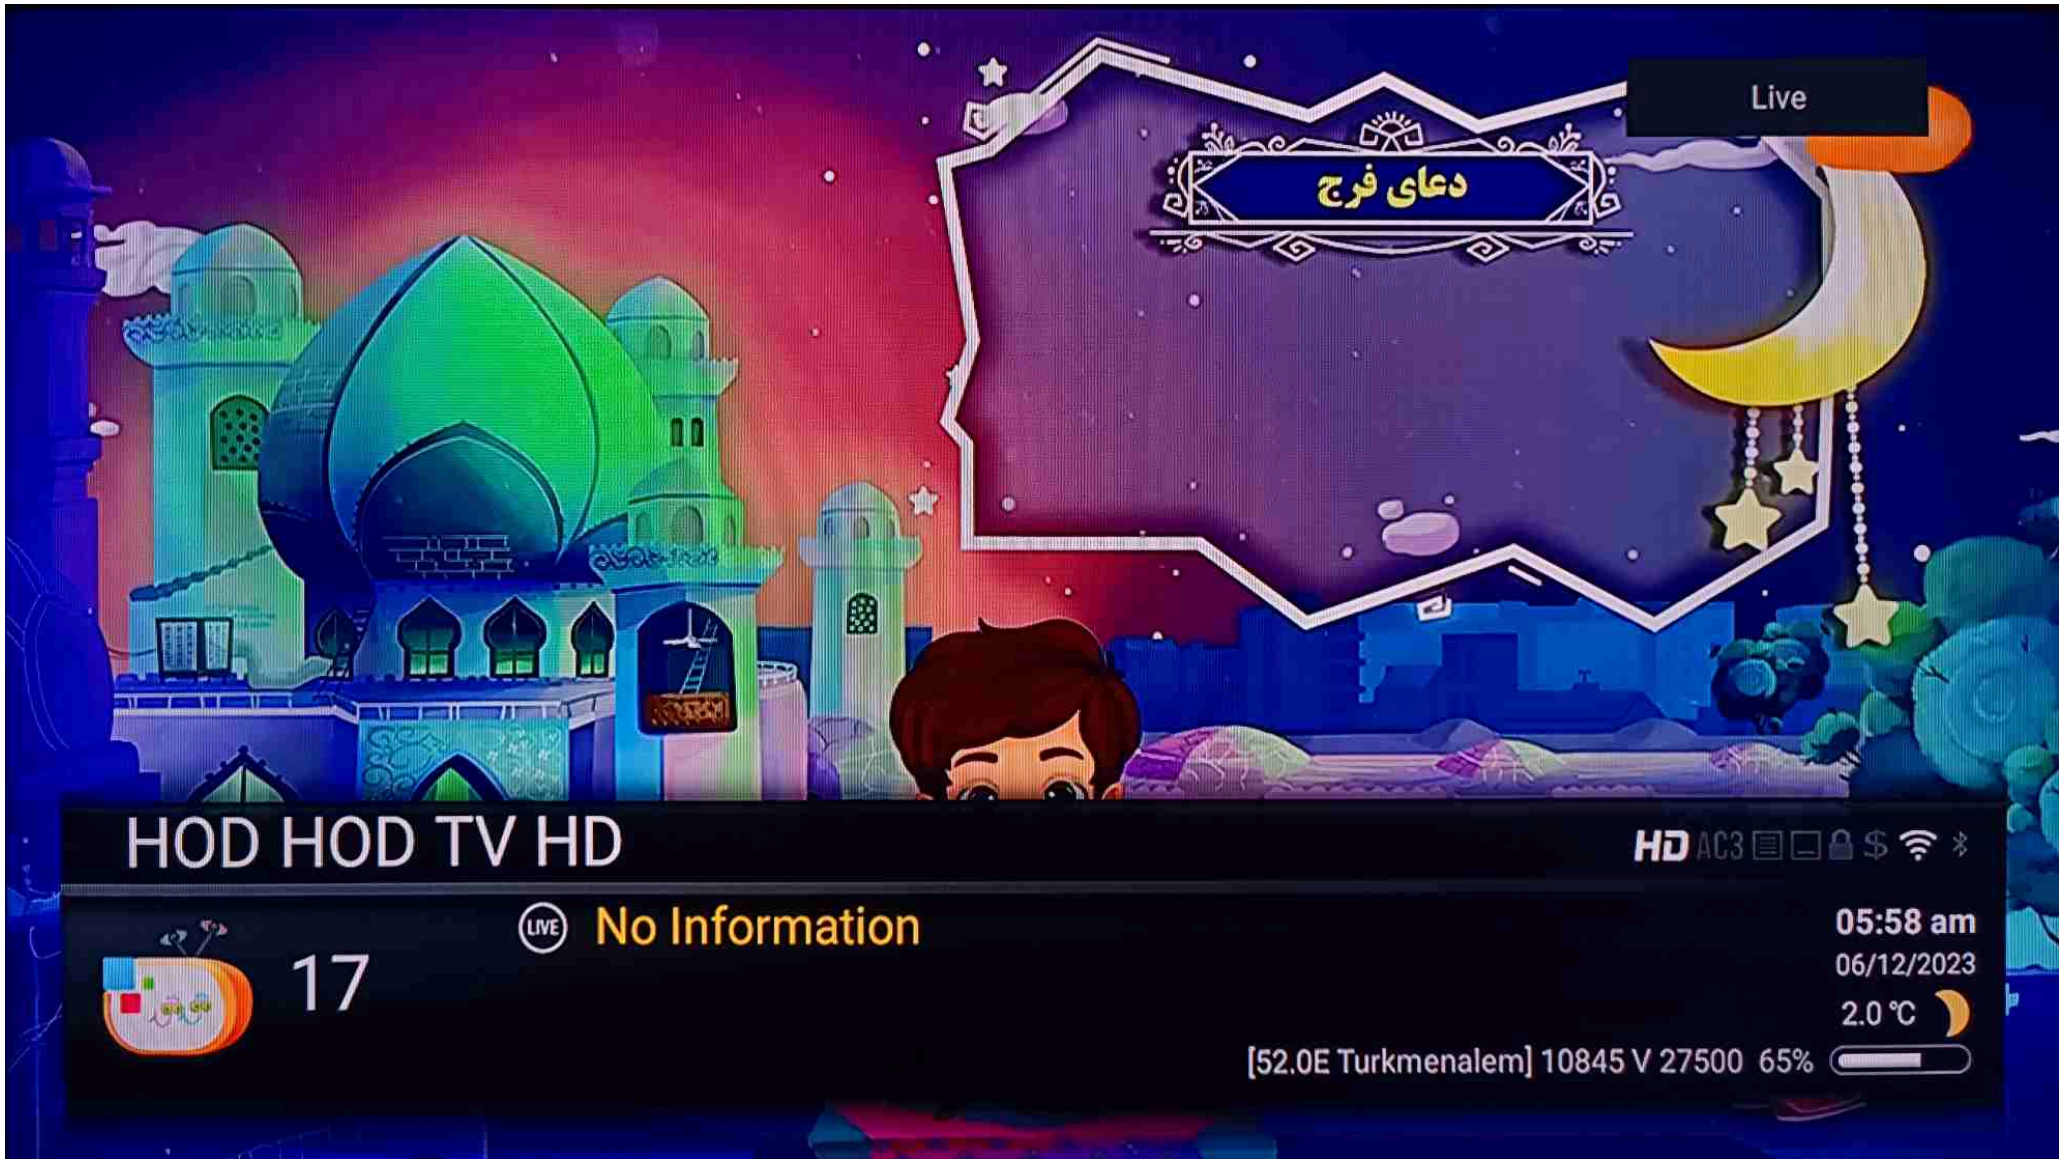 Live
دعای فرج
HOD HOD TV HD
HD AC3 $
17
LIVE No Information
05:58 am
06/12/2023
2.0 °C
[52.0E Turkmenalem] 10845 V 27500 65%